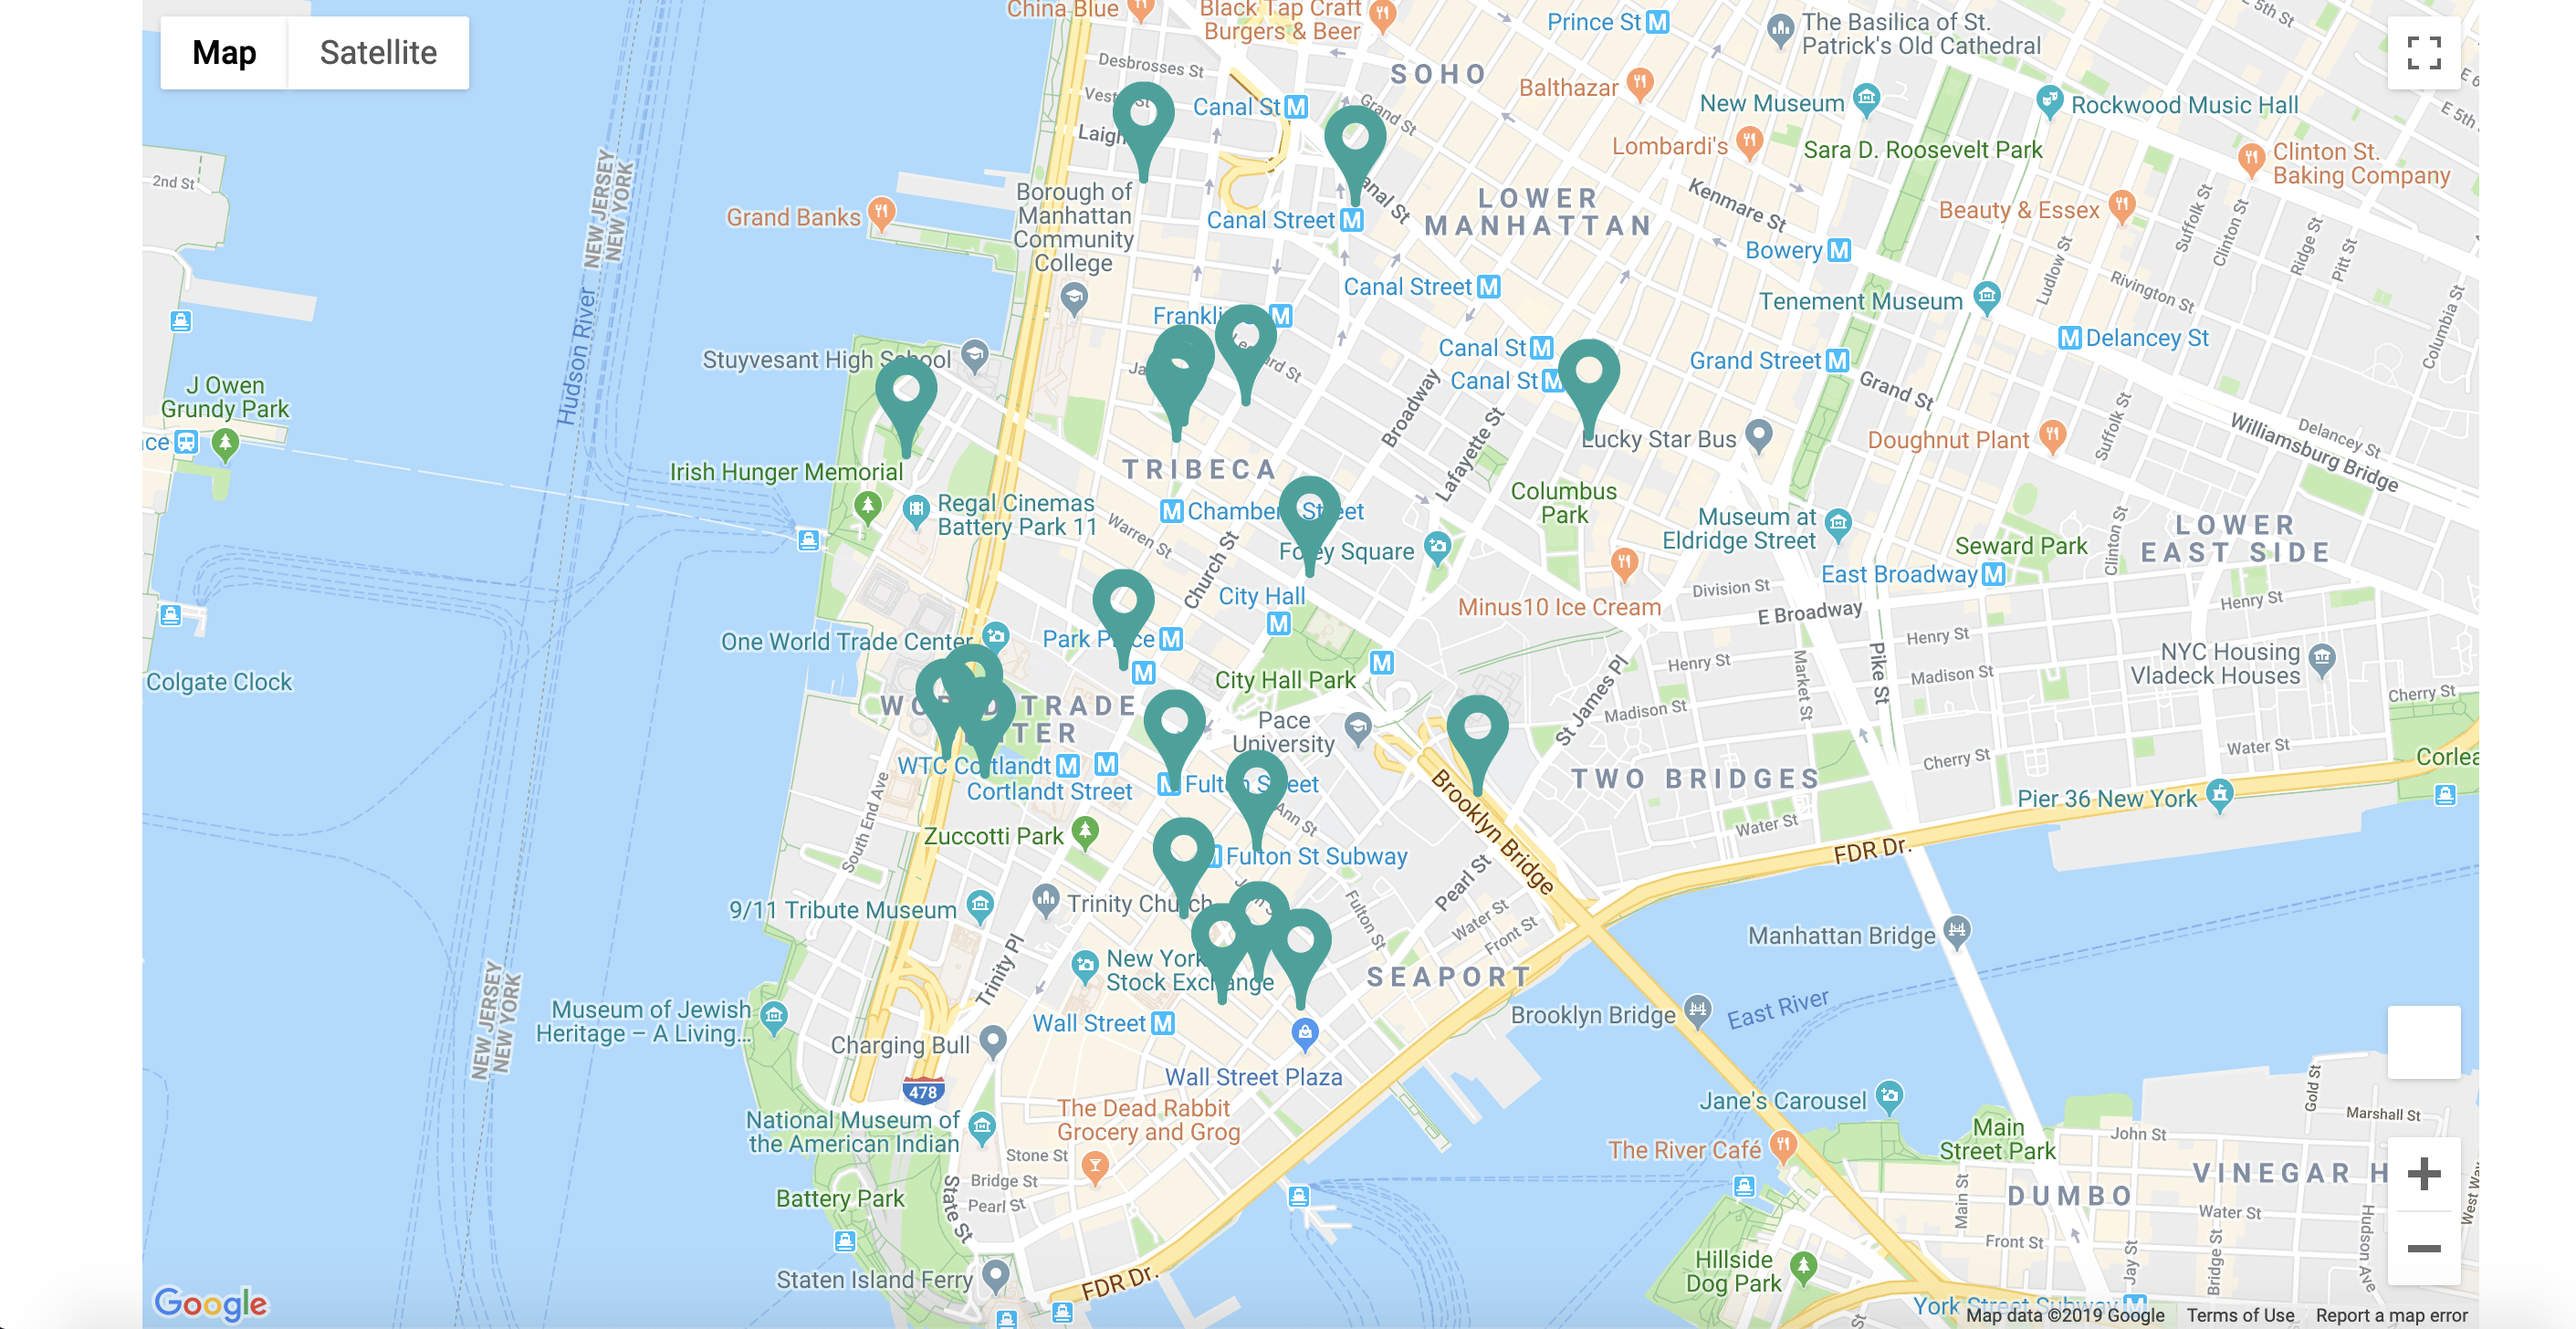 Map
Satellite
China Blue
Black Tap Craft
Burgers & Beer
Prince St
The Basilica of St.
Patrick's Old Cathedral
E 5th St
SOHO
Desbrosses St
Balthazar
New Museum
Rockwood Music Hall
E 5th
Canal St
Grand St
Lombardi's
Sara D. Roosevelt Park
Clinton St.
Baking Company
2nd St
NEW JERSEY
NEW YORK
Borough of
Manhattan
Community
College
Grand Banks
Canal Street
LOWER
MANHATTAN
Kenmare St
Beauty & Essex
Suffolk St
Clinton St
Ridge St
Pitt St
Bowery
Canal Street
Tenement Museum
Ludlow St
Rivington St
Columbia St
Hudson River
Stuyvesant High School
Canal St
Canal St
Grand Street
Delancey St
J Owen
Grundy Park
Broadway
Lafayette St
Grand St
Lucky Star Bus
Doughnut Plant
Suffolk St
Delancey St
Williamsburg Bridge
Irish Hunger Memorial
TRIBECA
Regal Cinemas
Battery Park 11
Warren St
Church St
Columbus
Park
Museum at
Eldridge Street
Seward Park
Clinton St
LOWER
EAST SIDE
Foley Square
East Broadway
City Hall
Minus10 Ice Cream
Division St
E Broadway
Henry St
One World Trade Center
Henry St
Henry St
Madison St
Market St
Pike St
NYC Housing
Vladeck Houses
Colgate Clock
City Hall Park
St James Pl
Madison St
Cherry St
Pace
University
Cherry St
Water St
TWO BRIDGES
Cortlandt Street
Pier 36 New York
South End Ave
Zuccotti Park
Ann St
Brooklyn Bridge
Water St
FDR Dr.
Fulton St Subway
Pearl St
9/11 Tribute Museum
Trinity Church
Fulton St
Water St
Front St
Manhattan Bridge
NEW JERSEY
NEW YORK
Trinity Pl
New York
Stock Exchange
SEAPORT
Museum of Jewish
Heritage – A Living...
Wall Street
Brooklyn Bridge
East River
Charging Bull
478
Wall Street Plaza
Jane's Carousel
Gold St
Marshall St
National Museum of
the American Indian
The Dead Rabbit
Grocery and Grog
The River Café
Main
Street Park
John St
Stone St
Bridge St
Pearl St
State St
Battery Park
Main St
DUMBO
VINEGAR H
Water St
Front St
Jay St
Bridge St
Hudson Ave
West Way
Staten Island Ferry
FDR Dr.
Hillside
Dog Park
York Street Subway
Google
Map data ©2019 Google
Terms of Use
Report a map error